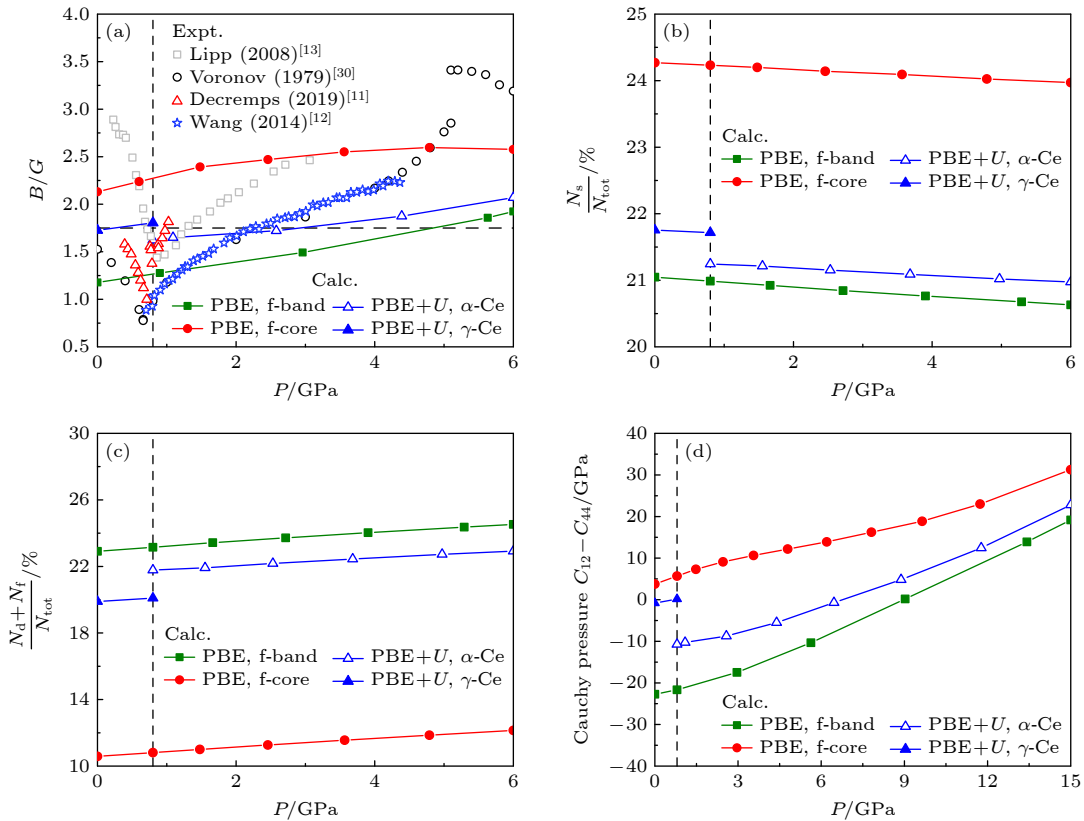 (a)
Expt.
Lipp (2008)[13]
Voronov (1979)[30]
Decremps (2019)[11]
Wang (2014)[12]
Calc.
PBE, f-band
PBE, f-core
PBE+U, α-Ce
PBE+U, γ-Ce
4.0
3.5
3.0
2.5
2.0
1.5
1.0
0.5
B/G
0 2 4 6
P/GPa
(b)
Calc.
PBE, f-band
PBE, f-core
PBE+U, α-Ce
PBE+U, γ-Ce
25
24
23
22
21
20
Ns/Ntot/%
0 2 4 6
P/GPa
(c)
Calc.
PBE, f-band
PBE, f-core
PBE+U, α-Ce
PBE+U, γ-Ce
30
26
22
18
14
10
Nd+Nf/Ntot/%
0 2 4 6
P/GPa
(d)
Calc.
PBE, f-band
PBE, f-core
PBE+U, α-Ce
PBE+U, γ-Ce
40
30
20
10
0
−10
−20
−30
−40
Cauchy pressure C12−C44/GPa
0 3 6 9 12 15
P/GPa